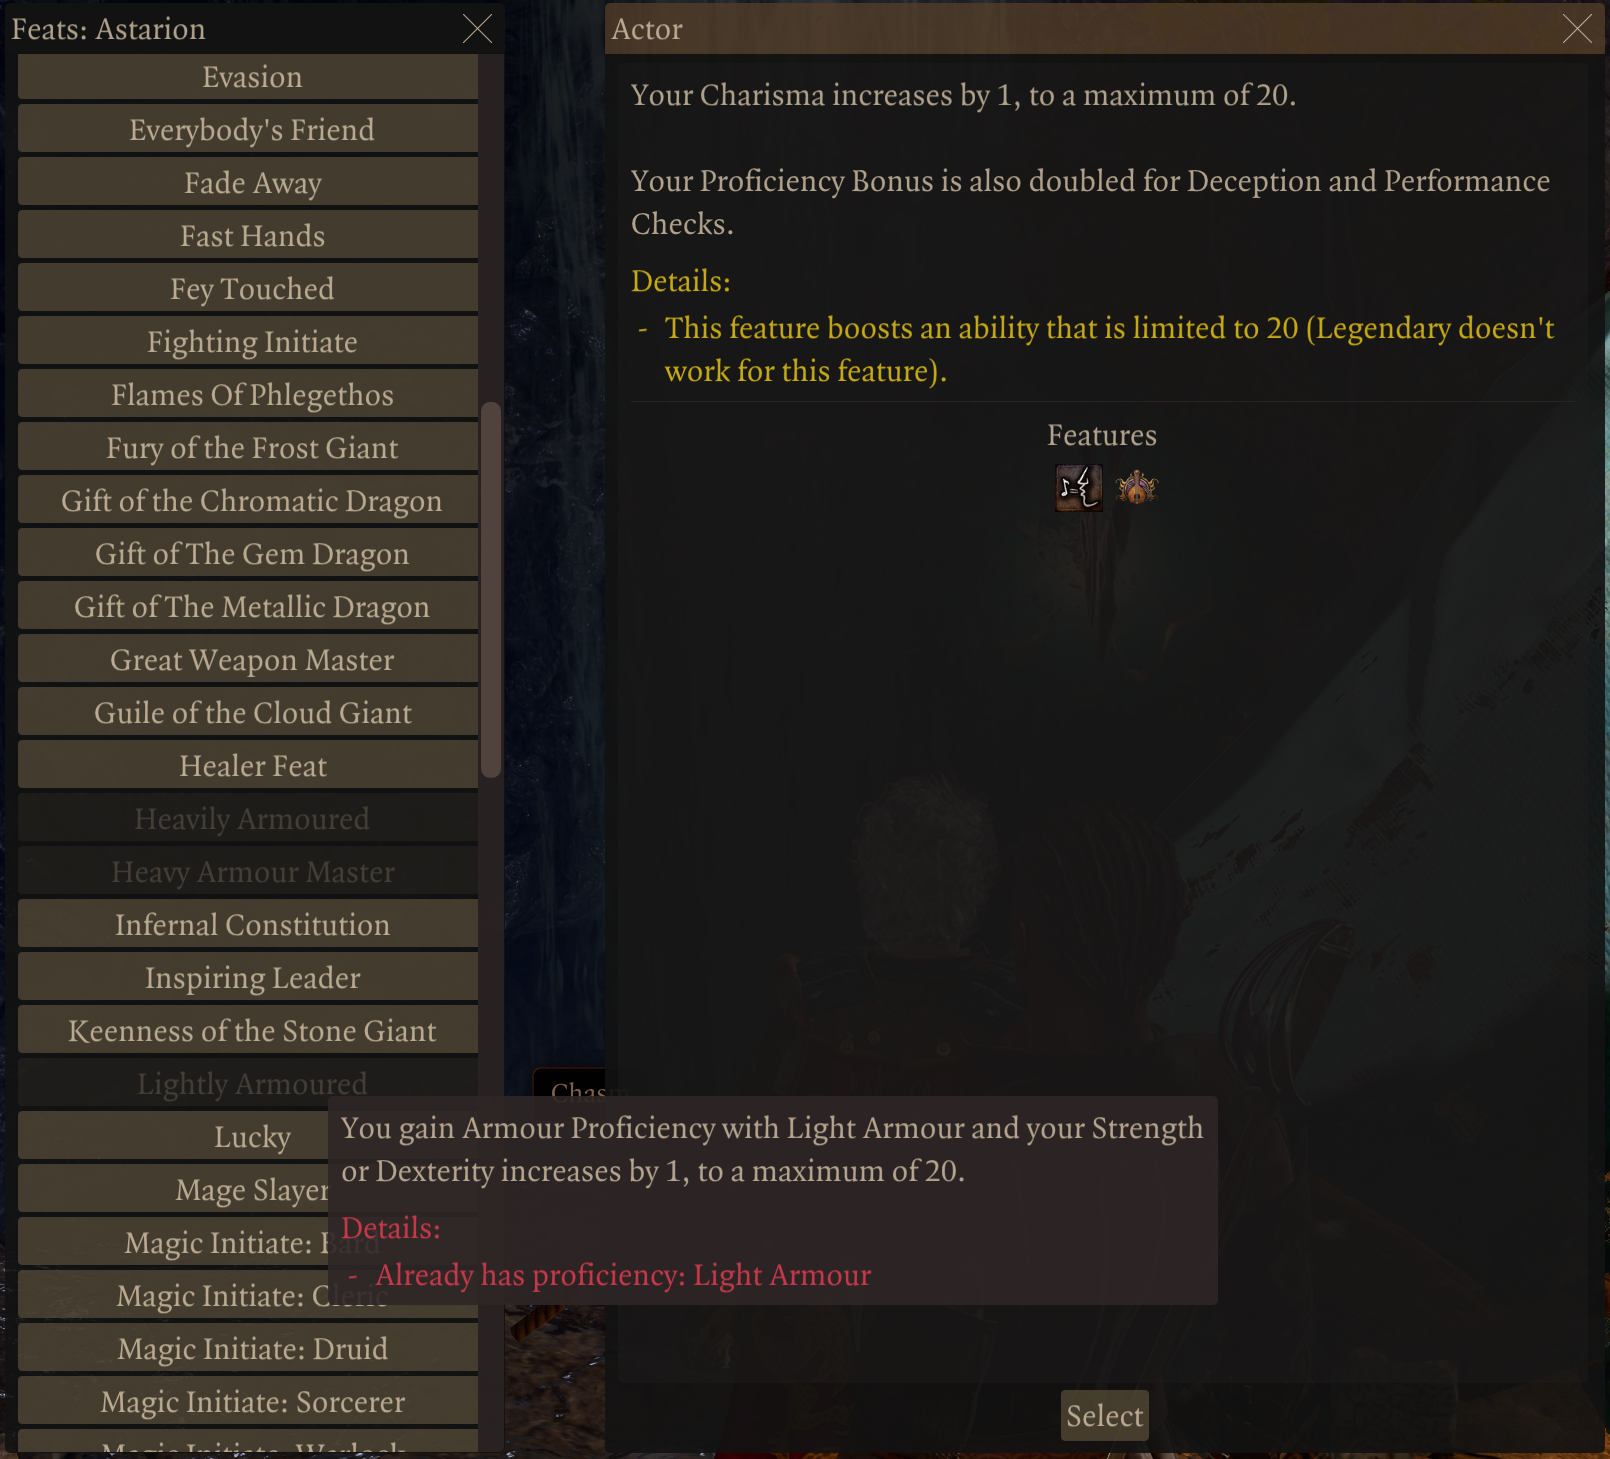 Feats: Astarion
Evasion
Everybody's Friend
Fade Away
Fast Hands
Fey Touched
Fighting Initiate
Flames Of Phlegethos
Fury of the Frost Giant
Gift of the Chromatic Dragon
Gift of The Gem Dragon
Gift of The Metallic Dragon
Great Weapon Master
Guile of the Cloud Giant
Healer Feat
Heavily Armoured
Heavy Armour Master
Infernal Constitution
Inspiring Leader
Keenness of the Stone Giant
Lightly Armoured
Lucky
Mage Slayer
Magic Initiate: Bard
Magic Initiate: Cleric
Magic Initiate: Druid
Magic Initiate: Sorcerer
Magic Initiate: Warlock
Actor
Your Charisma increases by 1, to a maximum of 20.
Your Proficiency Bonus is also doubled for Deception and Performance
Checks.
Details:
- This feature boosts an ability that is limited to 20 (Legendary doesn't
work for this feature).
Features
You gain Armour Proficiency with Light Armour and your Strength
or Dexterity increases by 1, to a maximum of 20.
Details:
- Already has proficiency: Light Armour
Select